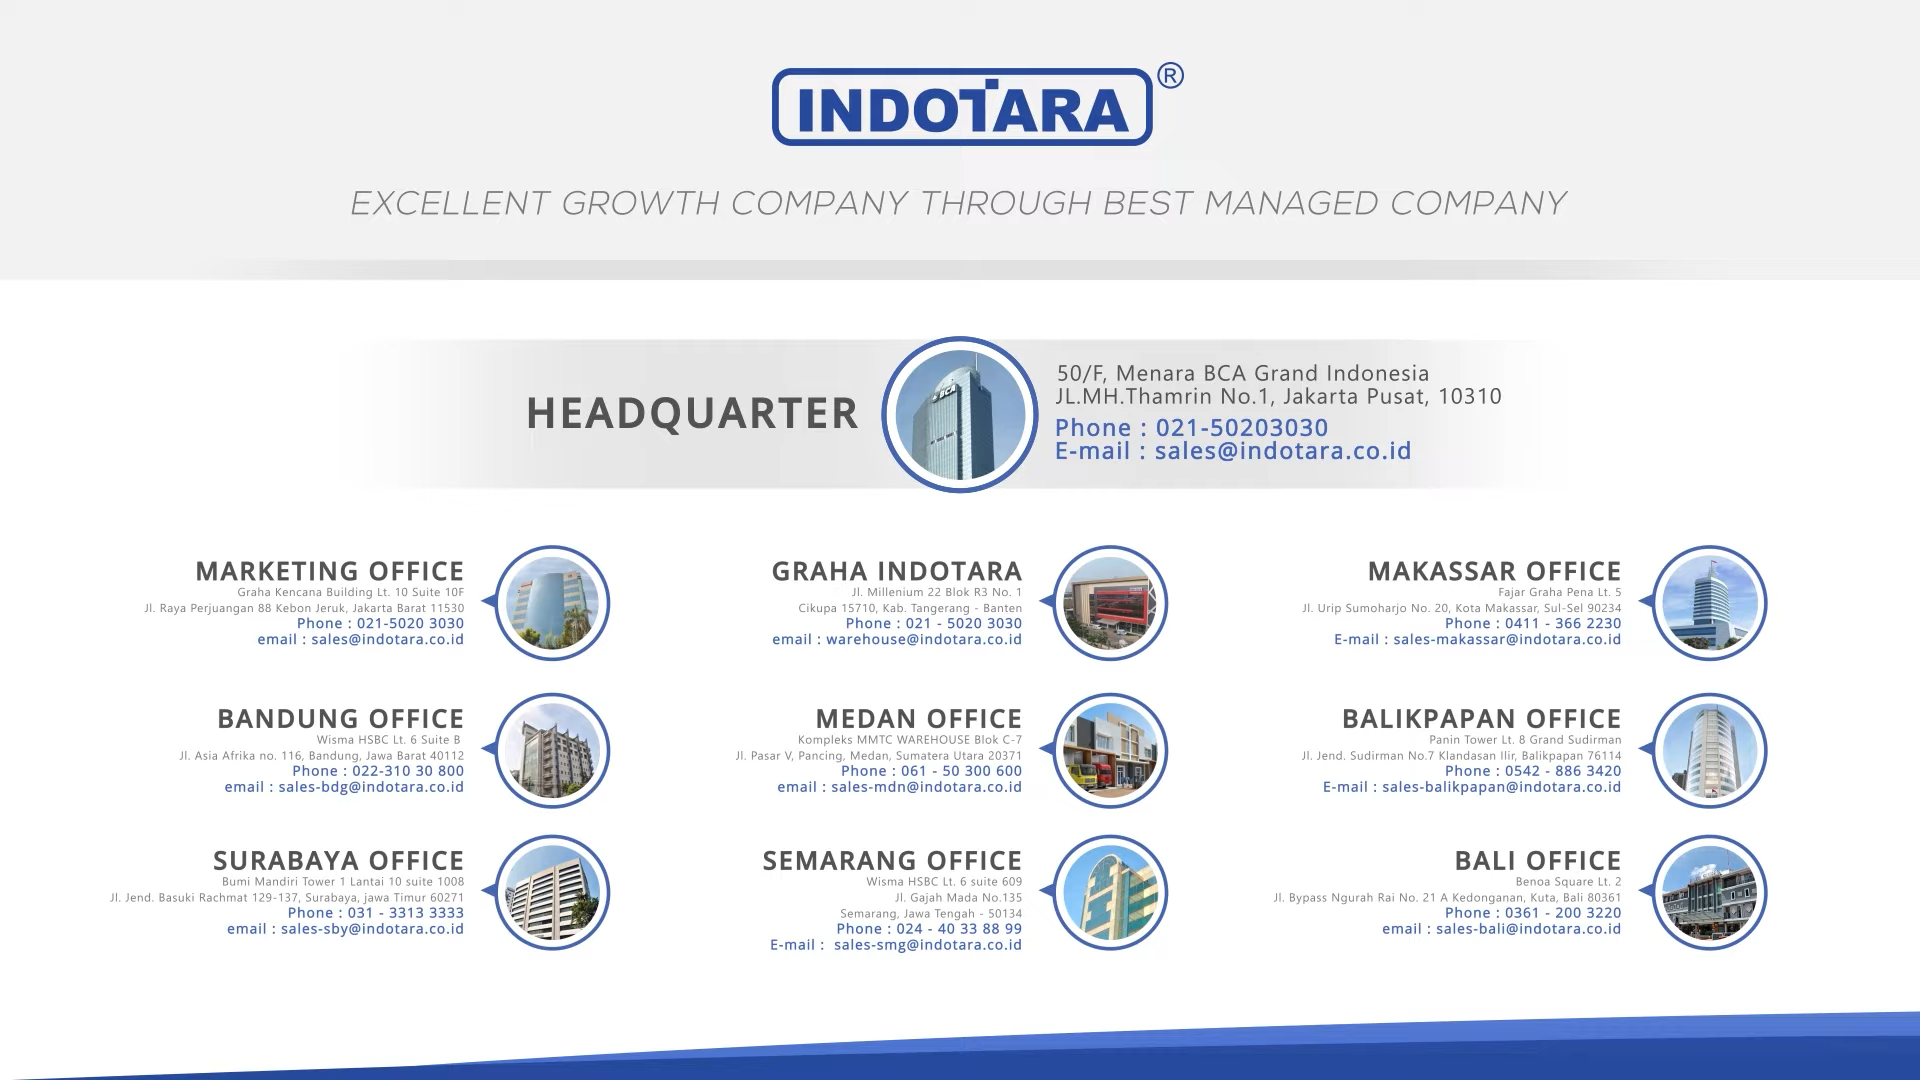 INDOTARA®
EXCELLENT GROWTH COMPANY THROUGH BEST MANAGED COMPANY
HEADQUARTER
BCA
50/F, Menara BCA Grand Indonesia
JL.MH.Thamrin No.1, Jakarta Pusat, 10310
Phone : 021-50203030
E-mail : sales@indotara.co.id
MARKETING OFFICE
Graha Kencana Building Lt. 10 Suite 10F
Jl. Raya Perjuangan 88 Kebon Jeruk, Jakarta Barat 11530
Phone : 021-5020 3030
email : sales@indotara.co.id
GRAHA INDOTARA
Jl. Millenium 22 Blok R3 No. 1
Cikupa 15710, Kab. Tangerang - Banten
Phone : 021 - 5020 3030
email : warehouse@indotara.co.id
MAKASSAR OFFICE
Fajar Graha Pena Lt. 5
Jl. Urip Sumoharjo No. 20, Kota Makassar, Sul-Sel 90234
Phone : 0411 - 366 2230
E-mail : sales-makassar@indotara.co.id
BANDUNG OFFICE
Wisma HSBC Lt. 6 Suite B
Jl. Asia Afrika no. 116, Bandung, Jawa Barat 40112
Phone : 022-310 30 800
email : sales-bdg@indotara.co.id
MEDAN OFFICE
Kompleks MMTC WAREHOUSE Blok C-7
Jl. Pasar V, Pancing, Medan, Sumatera Utara 20371
Phone : 061 - 50 300 600
email : sales-mdn@indotara.co.id
BALIKPAPAN OFFICE
Panin Tower Lt. 8 Grand Sudirman
Jl. Jend. Sudirman No.7 Klandasan Ilir, Balikpapan 76114
Phone : 0542 - 886 3420
E-mail : sales-balikpapan@indotara.co.id
SURABAYA OFFICE
Bumi Mandiri Tower 1 Lantai 10 suite 1008
Jl. Jend. Basuki Rachmat 129-137, Surabaya, jawa Timur 60271
Phone : 031 - 3313 3333
email : sales-sby@indotara.co.id
SEMARANG OFFICE
Wisma HSBC Lt. 6 suite 609
Jl. Gajah Mada No.135
Semarang, Jawa Tengah - 50134
Phone : 024 - 40 33 88 99
E-mail : sales-smg@indotara.co.id
BALI OFFICE
Benoa Square Lt. 2
Jl. Bypass Ngurah Rai No. 21 A Kedonganan, Kuta, Bali 80361
Phone : 0361 - 200 3220
email : sales-bali@indotara.co.id